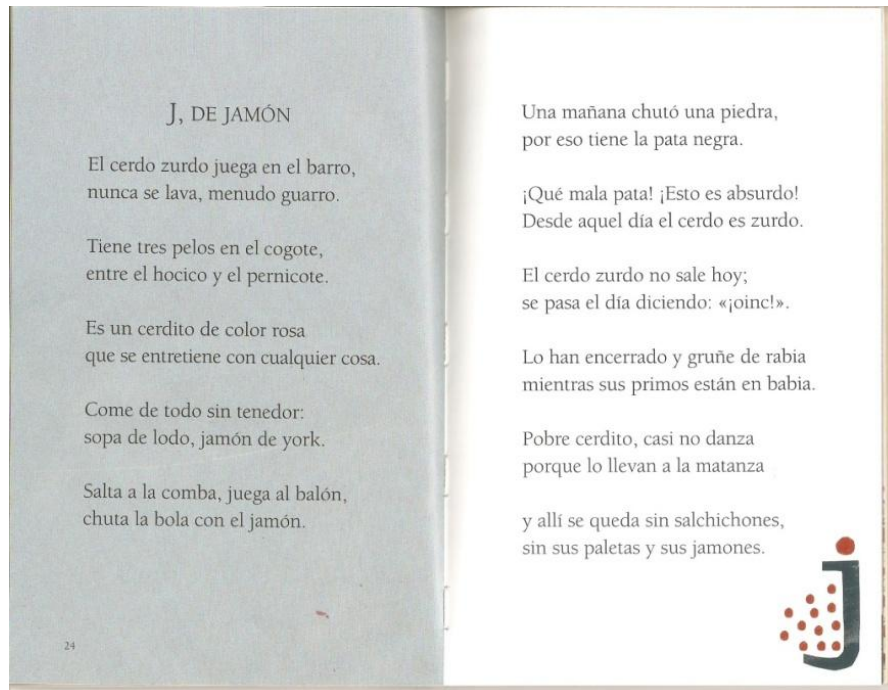 J, DE JAMÓN
El cerdo zurdo juega en el barro,
nunca se lava, menudo guarro.
Tiene tres pelos en el cogote,
entre el hocico y el pernicote.
Es un cerdito de color rosa
que se entretiene con cualquier cosa.
Come de todo sin tenedor:
sopa de lodo, jamón de york.
Salta a la comba, juega al balón,
chuta la bola con el jamón.
24
Una mañana chutó una piedra,
por eso tiene la pata negra.
¡Qué mala pata! ¡Esto es absurdo!
Desde aquel día el cerdo es zurdo.
El cerdo zurdo no sale hoy;
se pasa el día diciendo: «¡oinc!».
Lo han encerrado y gruñe de rabia
mientras sus primos están en babia.
Pobre cerdito, casi no danza
porque lo llevan a la matanza
y allí se queda sin salchichones,
sin sus paletas y sus jamones.
j